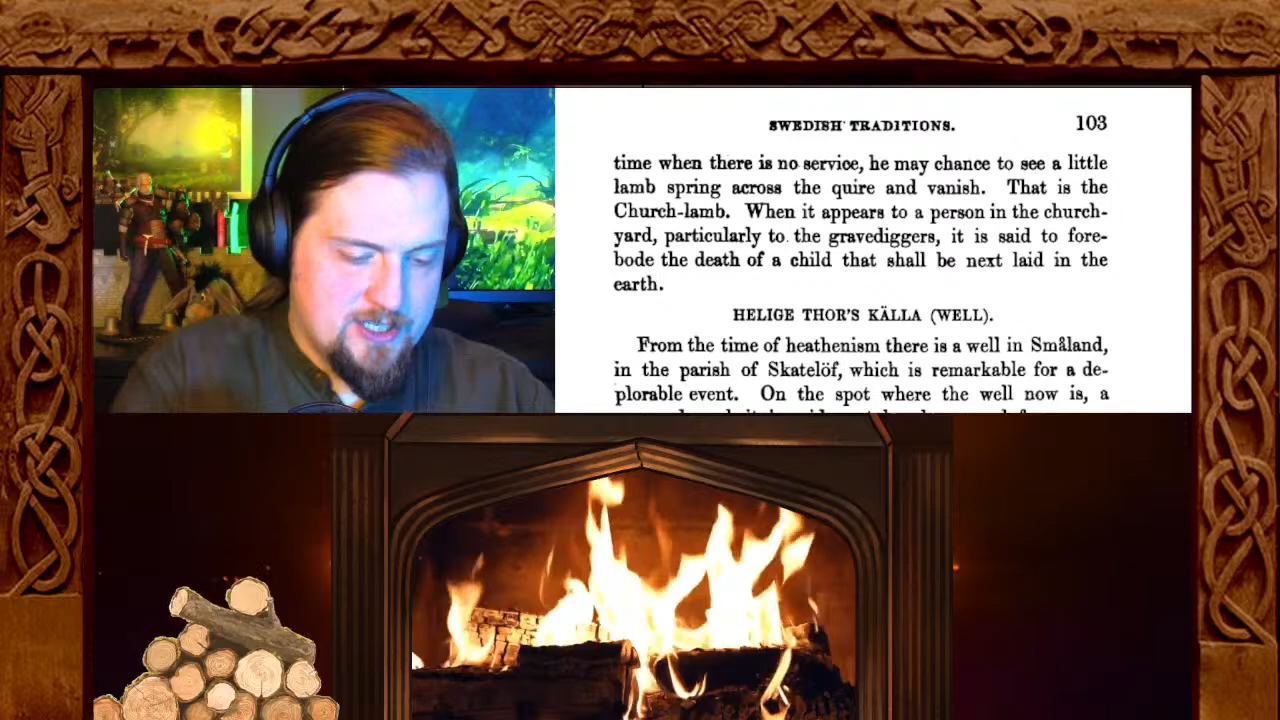 SWEDISH TRADITIONS. 103
time when there is no service, he may chance to see a little
lamb spring across the quire and vanish. That is the
Church-lamb. When it appears to a person in the church-
yard, particularly to the gravediggers, it is said to fore-
bode the death of a child that shall be next laid in the
earth.
HELIGE THOR'S KÄLLA (WELL).
From the time of heathenism there is a well in Småland,
in the parish of Skatelöf, which is remarkable for a de-
plorable event. On the spot where the well now is, a